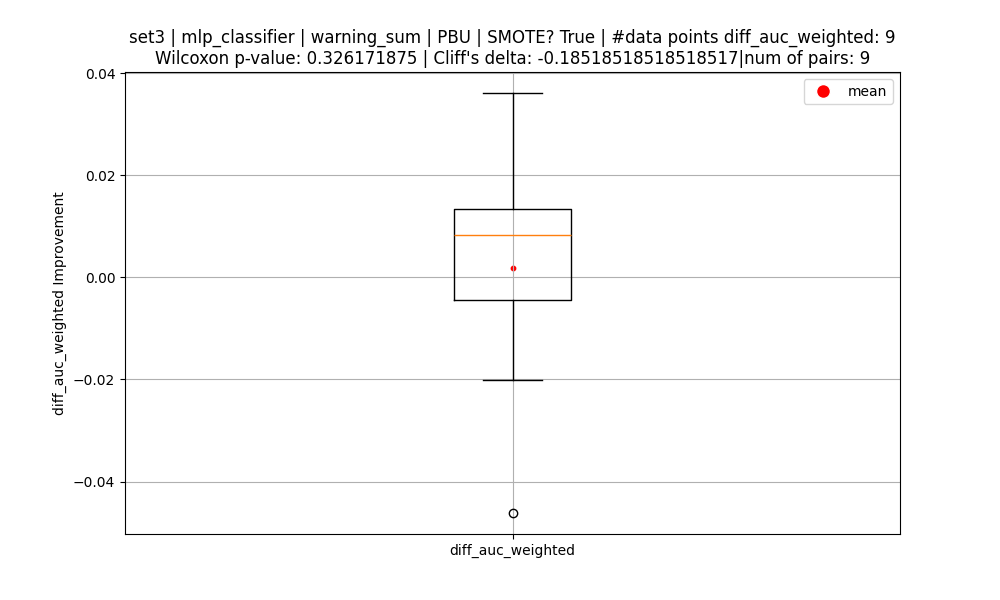 set3 | mlp_classifier | warning_sum | PBU | SMOTE? True | #data points diff_auc_weighted: 9
Wilcoxon p-value: 0.326171875 | Cliff's delta: -0.18518518518518517|num of pairs: 9
mean
0.04
0.02
0.00
−0.02
−0.04
diff_auc_weighted Improvement
diff_auc_weighted